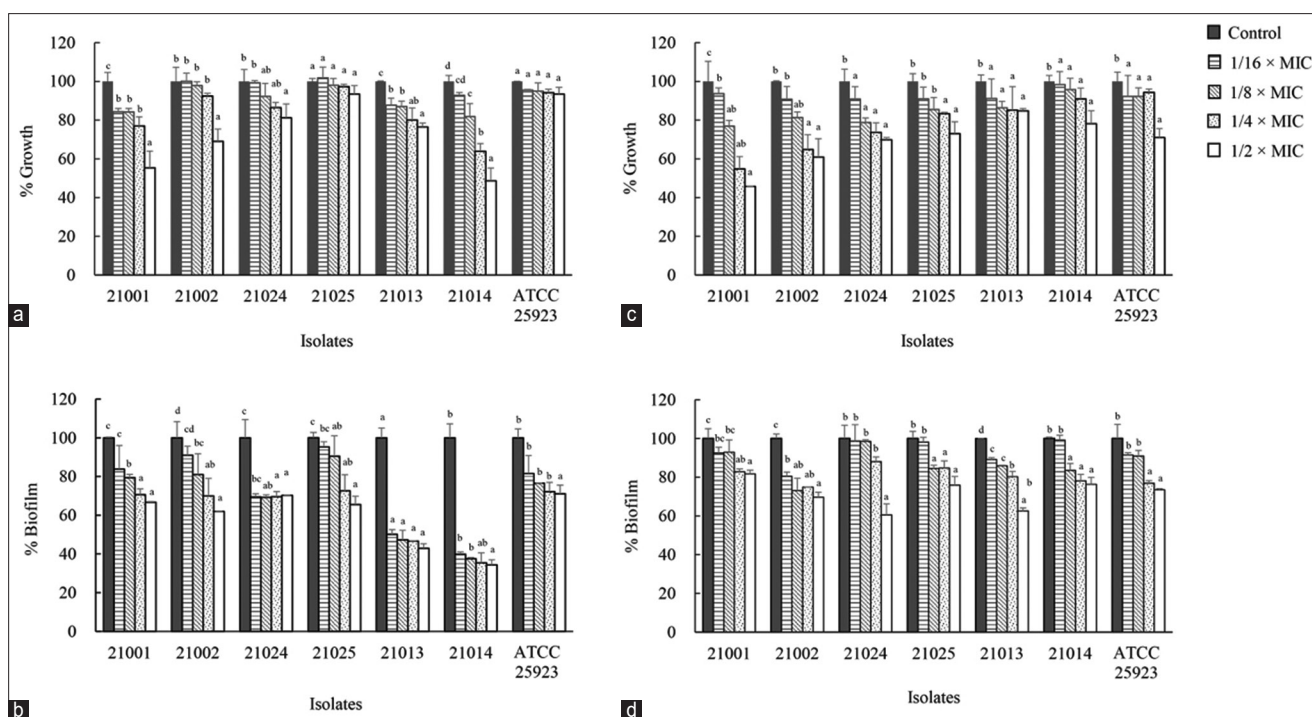 120
100
80
60
40
20
0
% Growth
c b b b a
b b b b a
b b ab ab a
a a a a a
c b b ab a
d cd c b a
a a a a a
21001 21002 21024 21025 21013 21014 ATCC
25923
Isolates
a
120
100
80
60
40
20
0
% Growth
c b ab ab a
b b b a a
b a a a a
b a a a a
b a a a a
b a a a a
b a a a a
21001 21002 21024 21025 21013 21014 ATCC
25923
Isolates
c
Control
1/16 × MIC
1/8 × MIC
1/4 × MIC
1/2 × MIC
120
100
80
60
40
20
0
% Biofilm
c c b a a
d cd bc ab a
c ab ab a a
c bc ab ab a
a a a a a
b b b ab a
b b b a a
21001 21002 21024 21025 21013 21014 ATCC
25923
Isolates
b
120
100
80
60
40
20
0
% Biofilm
c bc bc ab a
c b ab ab a
b b b b a
b b a a a
d c c b b
b b a a a
b b b a a
21001 21002 21024 21025 21013 21014 ATCC
25923
Isolates
d